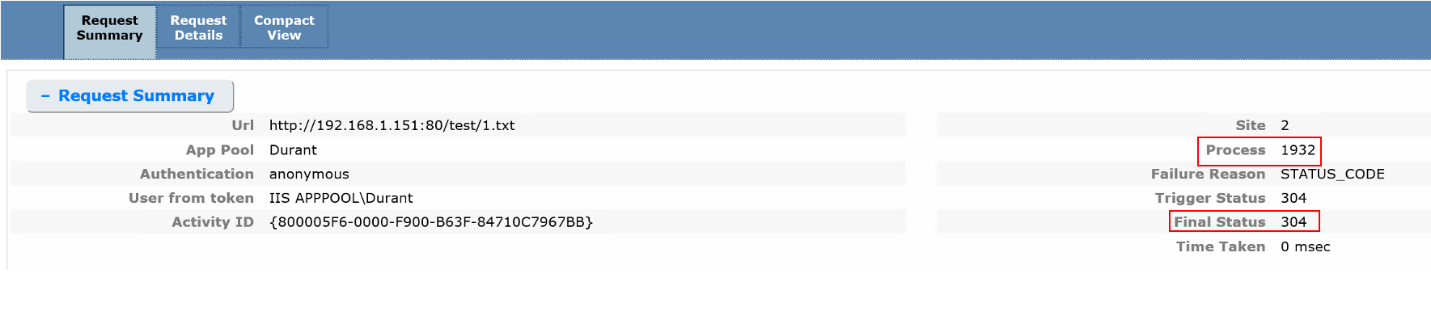 Request Summary
Request Details
Compact View
− Request Summary
Url http://192.168.1.151:80/test/1.txt
App Pool Durant
Authentication anonymous
User from token IIS APPPOOL\Durant
Activity ID {800005F6-0000-F900-B63F-84710C7967BB}
Site 2
Process 1932
Failure Reason STATUS_CODE
Trigger Status 304
Final Status 304
Time Taken 0 msec